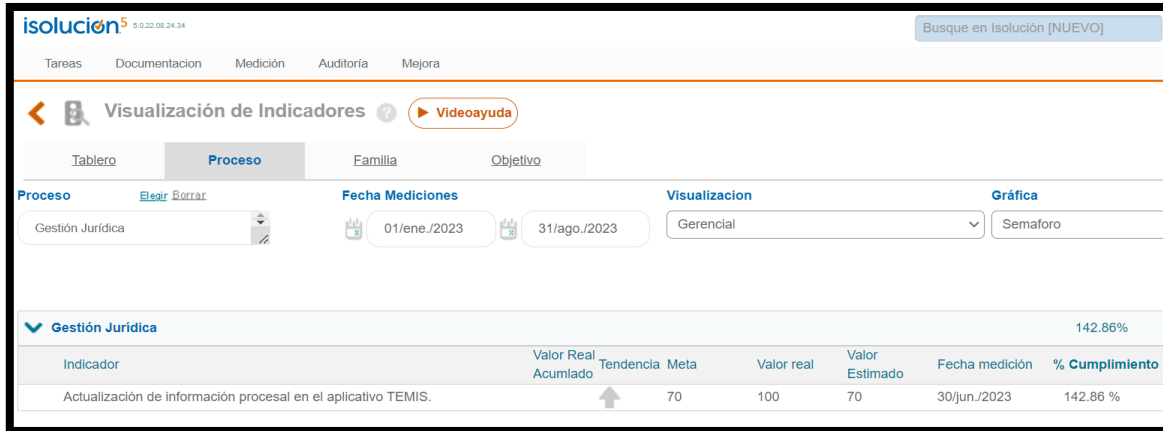 isolución 5 5.0.22.08.24.34
Busque en Isolución [NUEVO]
Tareas Documentacion Medición Auditoría Mejora
Visualización de Indicadores ? Videoayuda
Tablero Proceso Familia Objetivo
Proceso Elegir Borrar Fecha Mediciones Visualizacion Gráfica
Gestión Jurídica 01/ene./2023 31/ago./2023 Gerencial Semaforo
Gestión Jurídica 142.86%
Indicador Valor Real Acumlado Tendencia Meta Valor real Valor Estimado Fecha medición % Cumplimiento
Actualización de información procesal en el aplicativo TEMIS. 70 100 70 30/jun./2023 142.86 %